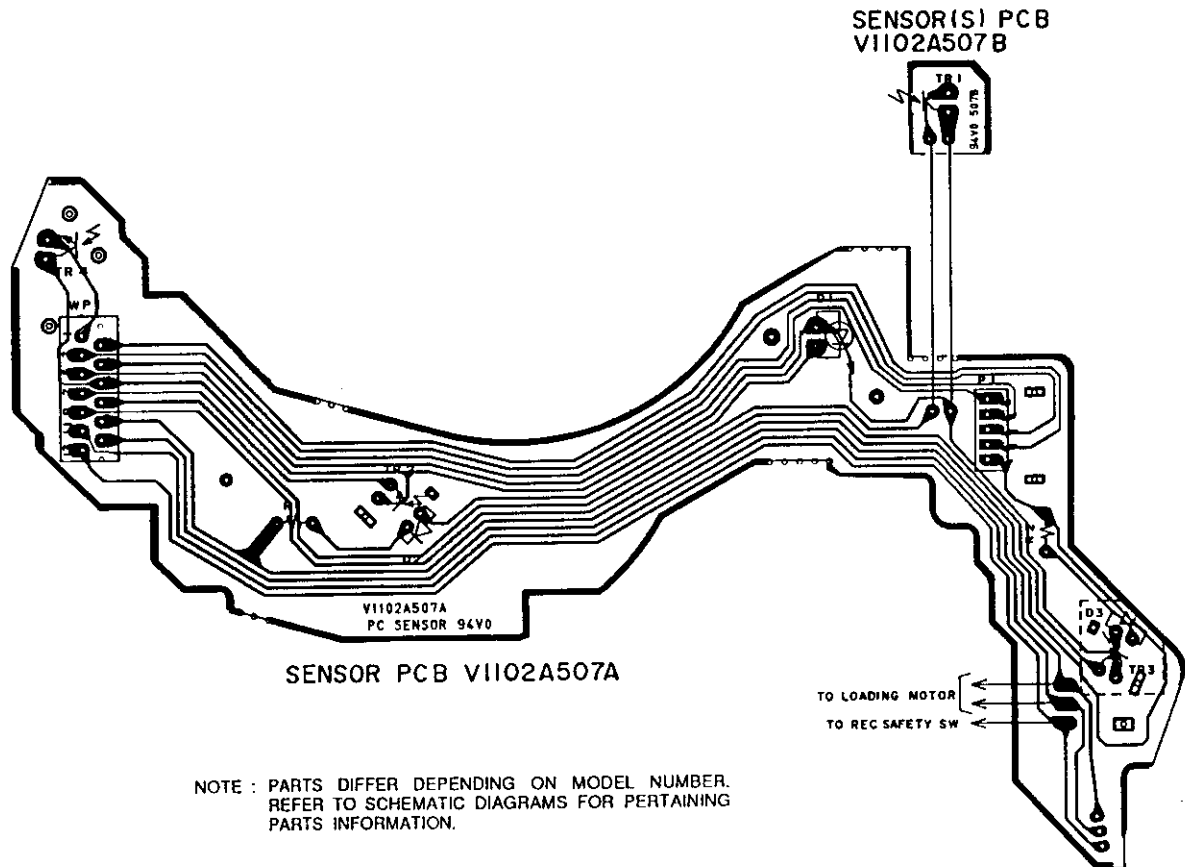 SENSOR(S) PCB
V1102A507B
TR1
94V0 507B
WP
D1
P1
TR2
D2
V1102A507A
PC SENSOR 94V0
SENSOR PCB V1102A507A
D3
TR3
TO LOADING MOTOR
TO REC SAFETY SW
NOTE : PARTS DIFFER DEPENDING ON MODEL NUMBER.
REFER TO SCHEMATIC DIAGRAMS FOR PERTAINING
PARTS INFORMATION.